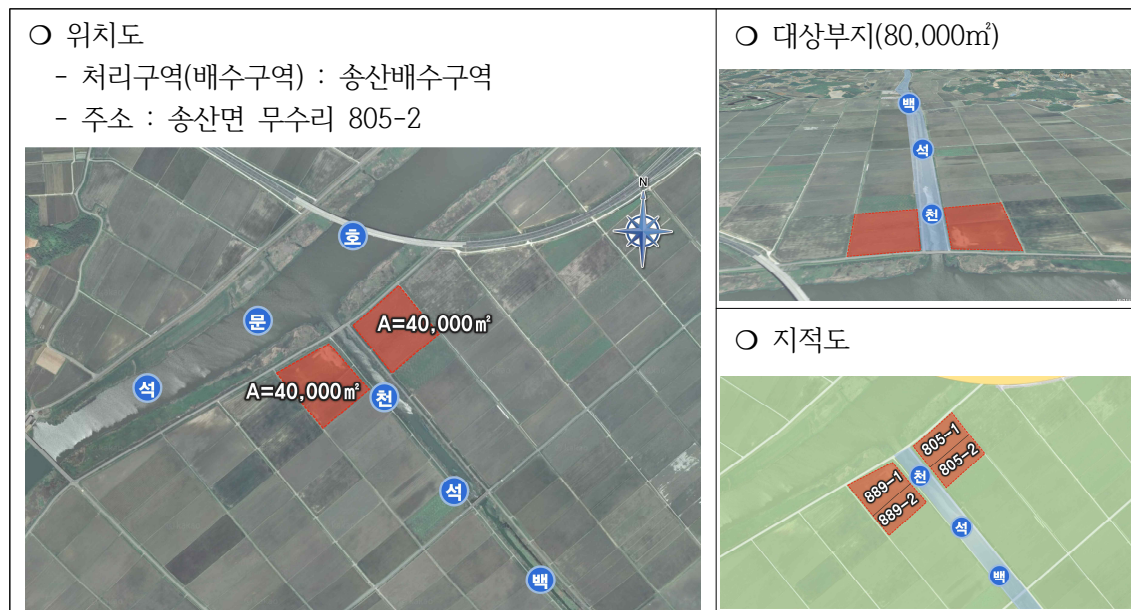 ❍ 위치도
- 처리구역(배수구역) : 송산배수구역
- 주소 : 송산면 무수리 805-2
N
호
문
석
A=40,000㎡
A=40,000㎡
천
석
백
❍ 대상부지(80,000㎡)
백
석
천
❍ 지적도
805-1
805-2
889-1
889-2
천
석
백